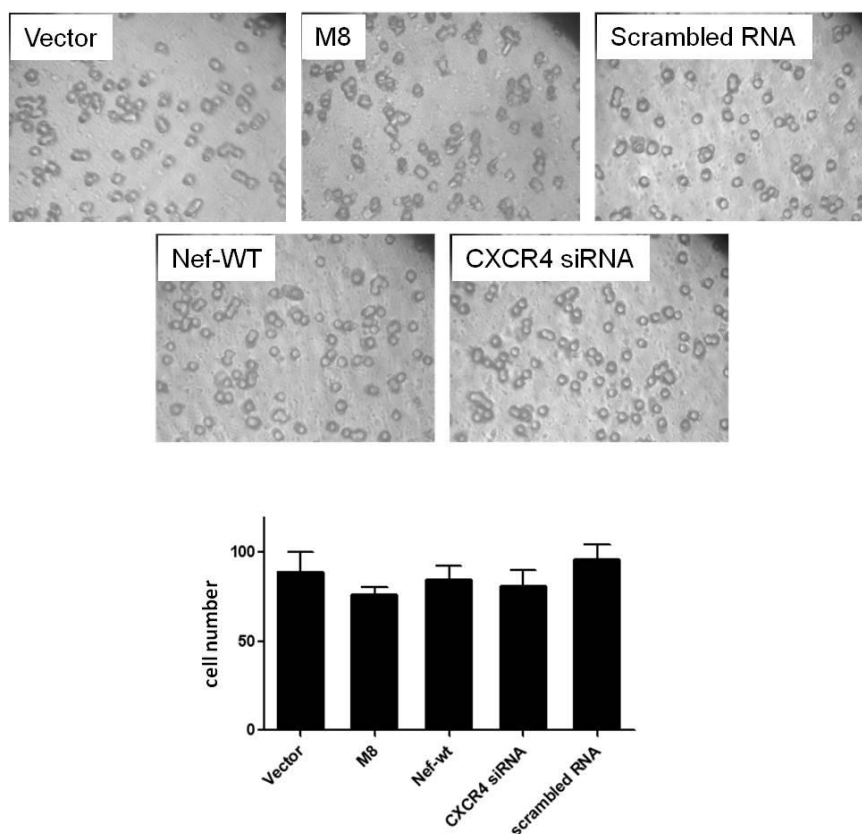 Vector
M8
Scrambled RNA
Nef-WT
CXCR4 siRNA
cell number
100
50
0
Vector
M8
Nef-wt
CXCR4 siRNA
scrambled RNA